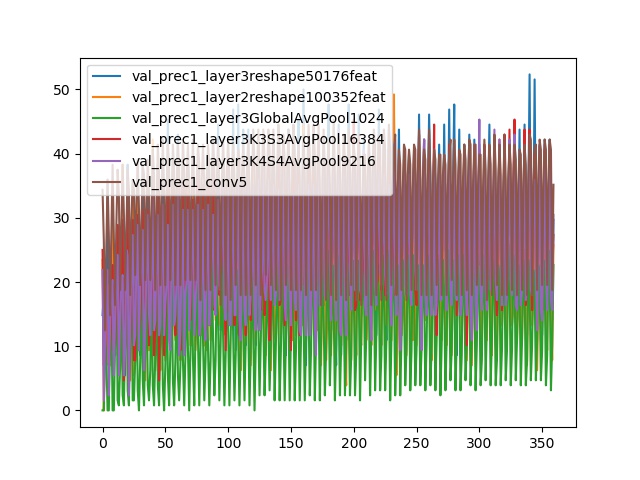 val_prec1_layer3reshape50176feat
val_prec1_layer2reshape100352feat
val_prec1_layer3GlobalAvgPool1024
val_prec1_layer3K3S3AvgPool16384
val_prec1_layer3K4S4AvgPool9216
val_prec1_conv5
50
40
30
20
10
0
0 50 100 150 200 250 300 350